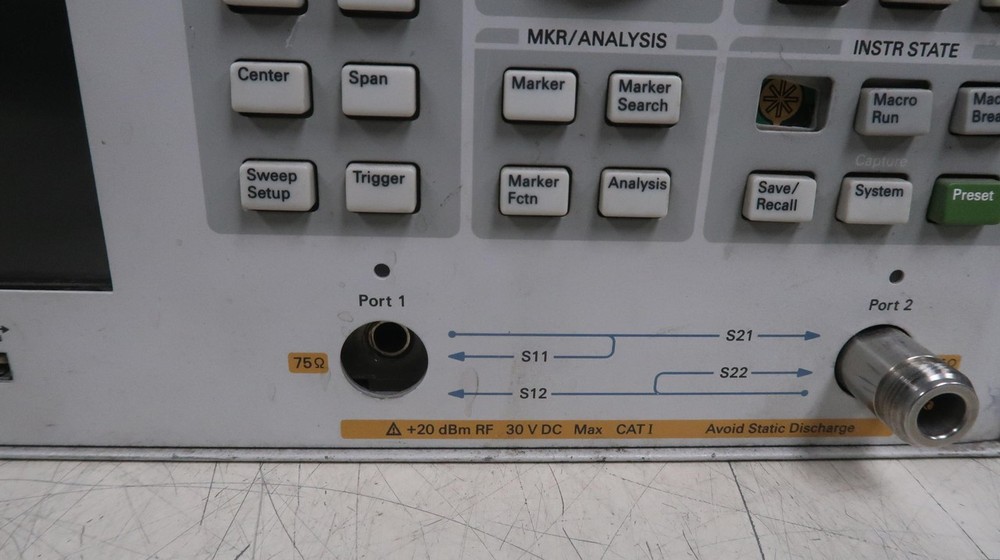 MKR/ANALYSIS
INSTR STATE
Center
Span
Marker
Marker
Search
Macro
Run
Capture
Sweep
Setup
Trigger
Marker
Fctn
Analysis
Save/
Recall
System
Preset
Port 1
Port 2
S21
75Ω
S11
S22
S12
+20 dBm RF 30 V DC Max CAT I Avoid Static Discharge